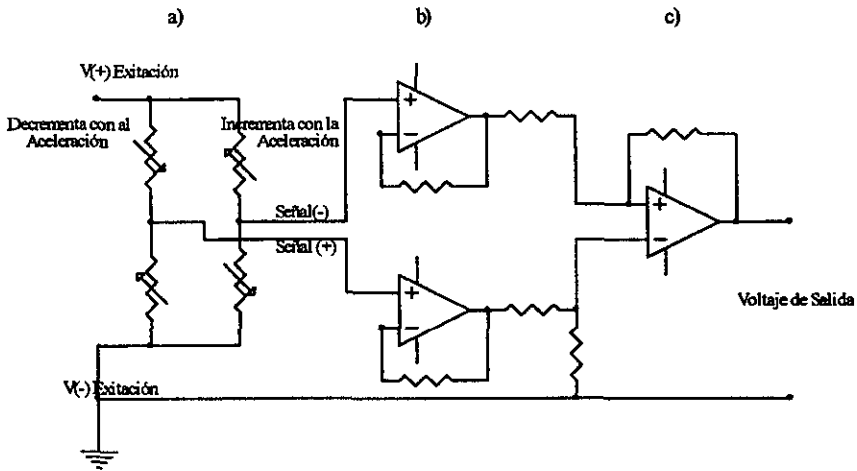 a)
b)
c)
V(+) Exitación
Decrementa con al
Aceleración
Incrementa con la
Aceleración
Señal(-)
Señal (+)
+
−
+
−
+
−
Voltaje de Salida
V(-) Exitación